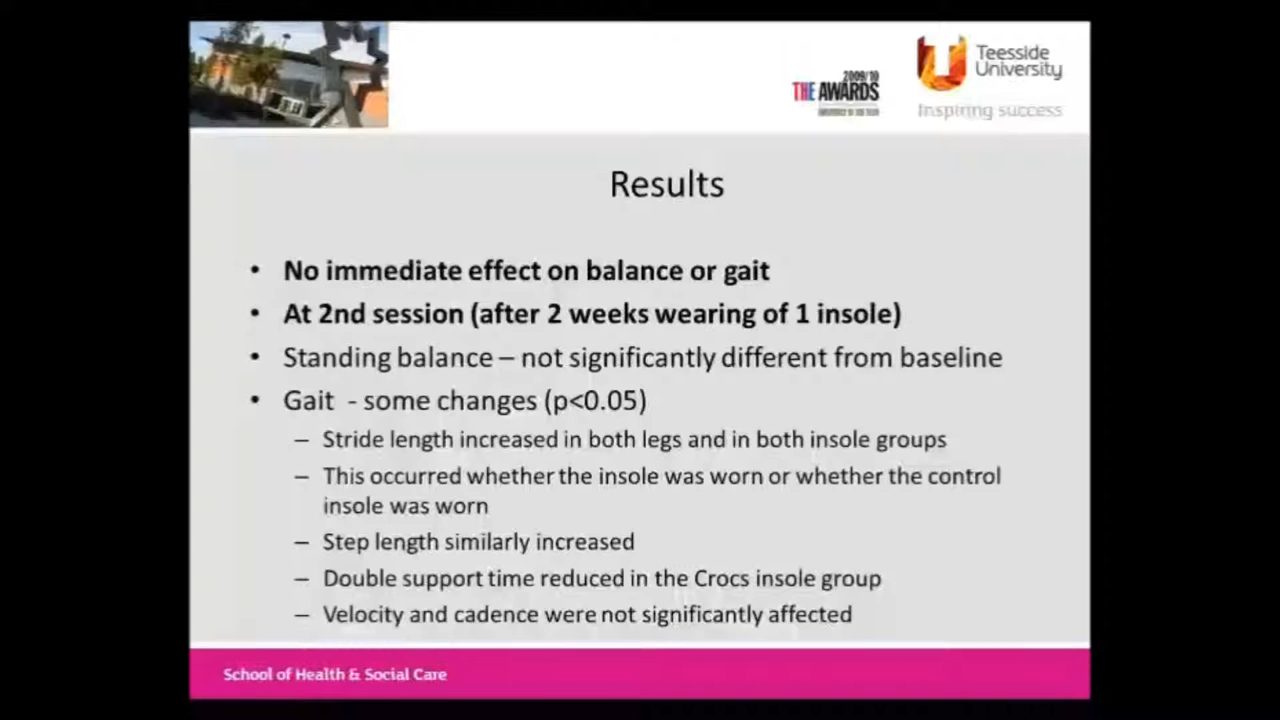 2009/10
THE AWARDS
Teesside
University
Inspiring success
Results
• No immediate effect on balance or gait
• At 2nd session (after 2 weeks wearing of 1 insole)
• Standing balance – not significantly different from baseline
• Gait - some changes (p<0.05)
– Stride length increased in both legs and in both insole groups
– This occurred whether the insole was worn or whether the control
insole was worn
– Step length similarly increased
– Double support time reduced in the Crocs insole group
– Velocity and cadence were not significantly affected
School of Health & Social Care